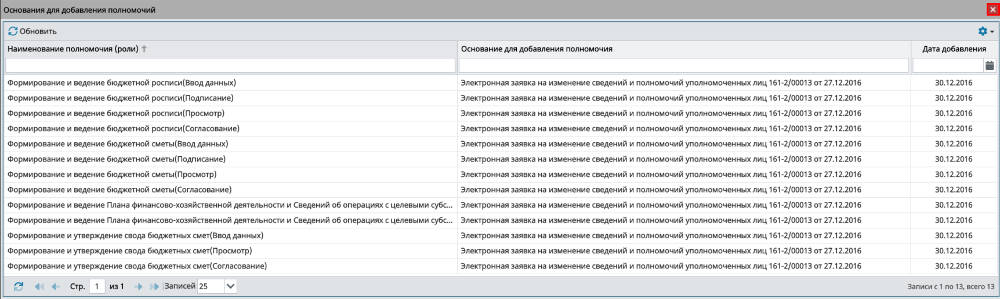 Основания для добавления полномочий
Обновить
Наименование полномочия (роли) Основание для добавления полномочия Дата добавления
Формирование и ведение бюджетной росписи(Ввод данных) Электронная заявка на изменение сведений и полномочий уполномоченных лиц 161-2/00013 от 27.12.2016 30.12.2016
Формирование и ведение бюджетной росписи(Подписание) Электронная заявка на изменение сведений и полномочий уполномоченных лиц 161-2/00013 от 27.12.2016 30.12.2016
Формирование и ведение бюджетной росписи(Просмотр) Электронная заявка на изменение сведений и полномочий уполномоченных лиц 161-2/00013 от 27.12.2016 30.12.2016
Формирование и ведение бюджетной росписи(Согласование) Электронная заявка на изменение сведений и полномочий уполномоченных лиц 161-2/00013 от 27.12.2016 30.12.2016
Формирование и ведение бюджетной сметы(Ввод данных) Электронная заявка на изменение сведений и полномочий уполномоченных лиц 161-2/00013 от 27.12.2016 30.12.2016
Формирование и ведение бюджетной сметы(Подписание) Электронная заявка на изменение сведений и полномочий уполномоченных лиц 161-2/00013 от 27.12.2016 30.12.2016
Формирование и ведение бюджетной сметы(Просмотр) Электронная заявка на изменение сведений и полномочий уполномоченных лиц 161-2/00013 от 27.12.2016 30.12.2016
Формирование и ведение бюджетной сметы(Согласование) Электронная заявка на изменение сведений и полномочий уполномоченных лиц 161-2/00013 от 27.12.2016 30.12.2016
Формирование и ведение Плана финансово-хозяйственной деятельности и Сведений об операциях с целевыми субс... Электронная заявка на изменение сведений и полномочий уполномоченных лиц 161-2/00013 от 27.12.2016 30.12.2016
Формирование и ведение Плана финансово-хозяйственной деятельности и Сведений об операциях с целевыми субс... Электронная заявка на изменение сведений и полномочий уполномоченных лиц 161-2/00013 от 27.12.2016 30.12.2016
Формирование и утверждение свода бюджетных смет(Ввод данных) Электронная заявка на изменение сведений и полномочий уполномоченных лиц 161-2/00013 от 27.12.2016 30.12.2016
Формирование и утверждение свода бюджетных смет(Просмотр) Электронная заявка на изменение сведений и полномочий уполномоченных лиц 161-2/00013 от 27.12.2016 30.12.2016
Формирование и утверждение свода бюджетных смет(Согласование) Электронная заявка на изменение сведений и полномочий уполномоченных лиц 161-2/00013 от 27.12.2016 30.12.2016
Стр. 1 из 1 Записей 25 Записи с 1 по 13, всего 13